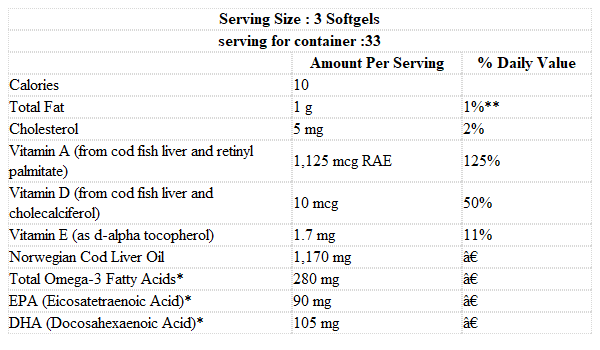 Serving Size : 3 Softgels
serving for container :33
Amount Per Serving % Daily Value
Calories 10
Total Fat 1 g 1%**
Cholesterol 5 mg 2%
Vitamin A (from cod fish liver and retinyl
palmitate) 1,125 mcg RAE 125%
Vitamin D (from cod fish liver and
cholecalciferol) 10 mcg 50%
Vitamin E (as d-alpha tocopherol) 1.7 mg 11%
Norwegian Cod Liver Oil 1,170 mg â€
Total Omega-3 Fatty Acids* 280 mg â€
EPA (Eicosatetraenoic Acid)* 90 mg â€
DHA (Docosahexaenoic Acid)* 105 mg â€